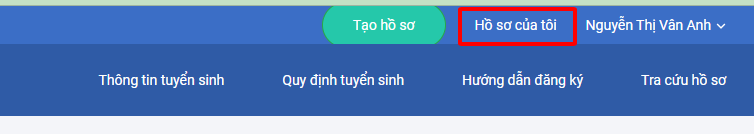 Tạo hồ sơ Hồ sơ của tôi Nguyễn Thị Vân Anh
Thông tin tuyển sinh Quy định tuyển sinh Hướng dẫn đăng ký Tra cứu hồ sơ